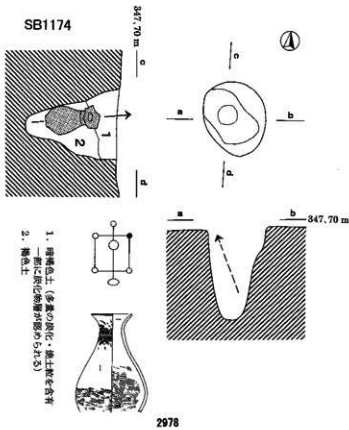 SB1174
347,70 m
c
d
1
2
c
a
b
d
a
b
347,70 m
1. 暗褐色土（多量の炭化・焼土粒を含有
一部に炭化物層が認められる）
2. 褐色土
2978